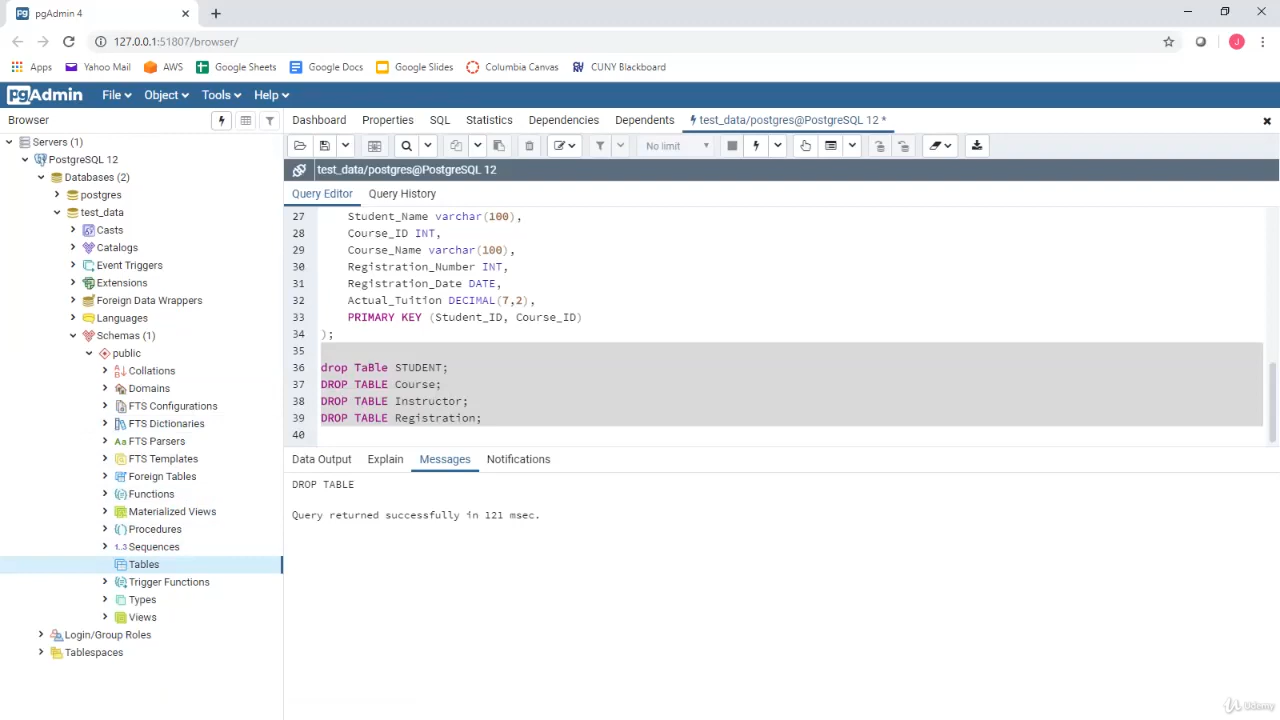 pgAdmin 4
127.0.0.1:51807/browser/
Apps Yahoo Mail AWS Google Sheets Google Docs Google Slides Columbia Canvas CUNY Blackboard
pgAdmin File Object Tools Help
Browser
Dashboard Properties SQL Statistics Dependencies Dependents test_data/postgres@PostgreSQL 12 *
No limit
test_data/postgres@PostgreSQL 12
Query Editor Query History
Servers (1)
PostgreSQL 12
Databases (2)
postgres
test_data
Casts
Catalogs
Event Triggers
Extensions
Foreign Data Wrappers
Languages
Schemas (1)
public
Collations
Domains
FTS Configurations
FTS Dictionaries
Aa FTS Parsers
FTS Templates
Foreign Tables
Functions
Materialized Views
Procedures
1..3 Sequences
Tables
Trigger Functions
Types
Views
Login/Group Roles
Tablespaces
27 Student_Name varchar(100),
28 Course_ID INT,
29 Course_Name varchar(100),
30 Registration_Number INT,
31 Registration_Date DATE,
32 Actual_Tuition DECIMAL(7,2),
33 PRIMARY KEY (Student_ID, Course_ID)
34 );
35
36 drop TaBle STUDENT;
37 DROP TABLE Course;
38 DROP TABLE Instructor;
39 DROP TABLE Registration;
40
Data Output Explain Messages Notifications
DROP TABLE
Query returned successfully in 121 msec.
J
Udemy